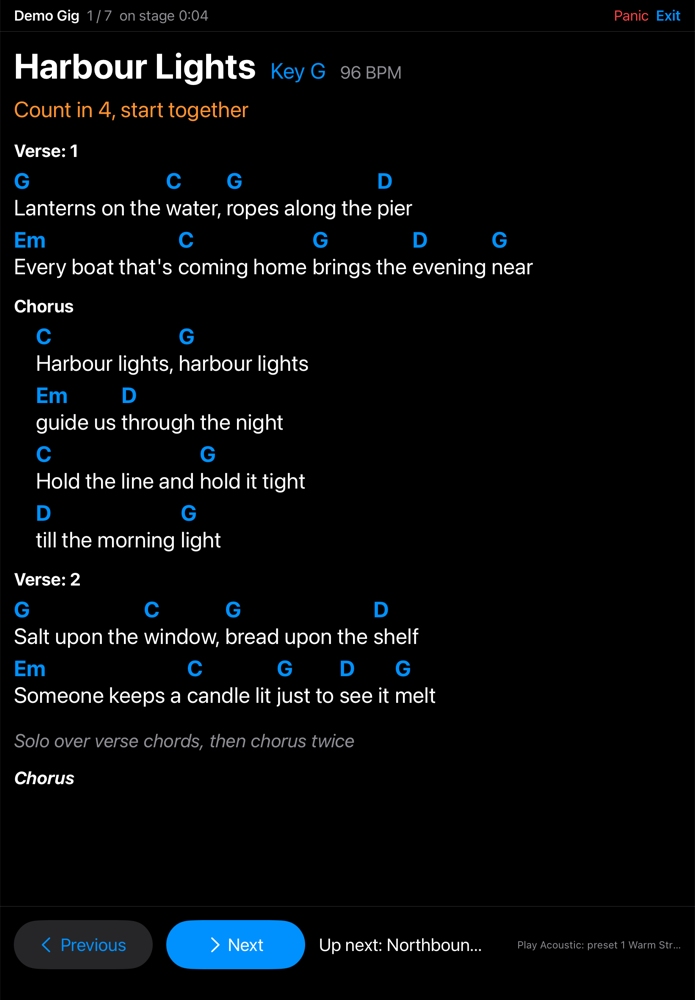 Demo Gig 1 / 7 on stage 0:04 Panic Exit
Harbour Lights Key G 96 BPM
Count in 4, start together
Verse: 1
G C G D
Lanterns on the water, ropes along the pier
Em C G D G
Every boat that's coming home brings the evening near
Chorus
C G
Harbour lights, harbour lights
Em D
guide us through the night
C G
Hold the line and hold it tight
D G
till the morning light
Verse: 2
G C G D
Salt upon the window, bread upon the shelf
Em C G D G
Someone keeps a candle lit just to see it melt
Solo over verse chords, then chorus twice
Chorus
Previous Next Up next: Northboun... Play Acoustic: preset 1 Warm Str...